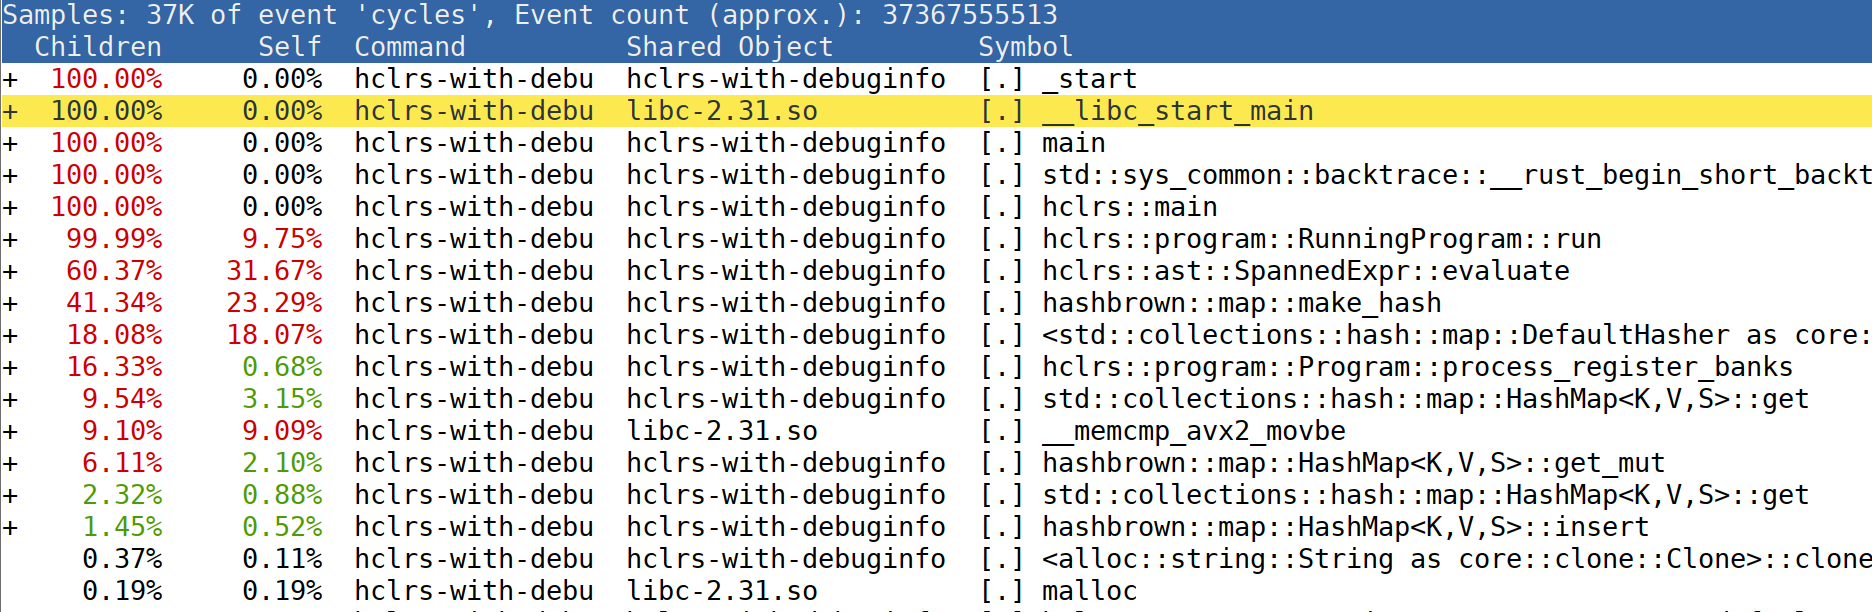 Samples: 37K of event 'cycles', Event count (approx.): 37367555513
Children Self Command Shared Object Symbol
+ 100.00% 0.00% hclrs-with-debu hclrs-with-debuginfo [.] _start
+ 100.00% 0.00% hclrs-with-debu libc-2.31.so [.] __libc_start_main
+ 100.00% 0.00% hclrs-with-debu hclrs-with-debuginfo [.] main
+ 100.00% 0.00% hclrs-with-debu hclrs-with-debuginfo [.] std::sys_common::backtrace::__rust_begin_short_backt
+ 100.00% 0.00% hclrs-with-debu hclrs-with-debuginfo [.] hclrs::main
+ 99.99% 9.75% hclrs-with-debu hclrs-with-debuginfo [.] hclrs::program::RunningProgram::run
+ 60.37% 31.67% hclrs-with-debu hclrs-with-debuginfo [.] hclrs::ast::SpannedExpr::evaluate
+ 41.34% 23.29% hclrs-with-debu hclrs-with-debuginfo [.] hashbrown::map::make_hash
+ 18.08% 18.07% hclrs-with-debu hclrs-with-debuginfo [.] <std::collections::hash::map::DefaultHasher as core:
+ 16.33% 0.68% hclrs-with-debu hclrs-with-debuginfo [.] hclrs::program::Program::process_register_banks
+ 9.54% 3.15% hclrs-with-debu hclrs-with-debuginfo [.] std::collections::hash::map::HashMap<K,V,S>::get
+ 9.10% 9.09% hclrs-with-debu libc-2.31.so [.] __memcmp_avx2_movbe
+ 6.11% 2.10% hclrs-with-debu hclrs-with-debuginfo [.] hashbrown::map::HashMap<K,V,S>::get_mut
+ 2.32% 0.88% hclrs-with-debu hclrs-with-debuginfo [.] std::collections::hash::map::HashMap<K,V,S>::get
+ 1.45% 0.52% hclrs-with-debu hclrs-with-debuginfo [.] hashbrown::map::HashMap<K,V,S>::insert
0.37% 0.11% hclrs-with-debu hclrs-with-debuginfo [.] <alloc::string::String as core::clone::Clone>::clone
0.19% 0.19% hclrs-with-debu libc-2.31.so [.] malloc